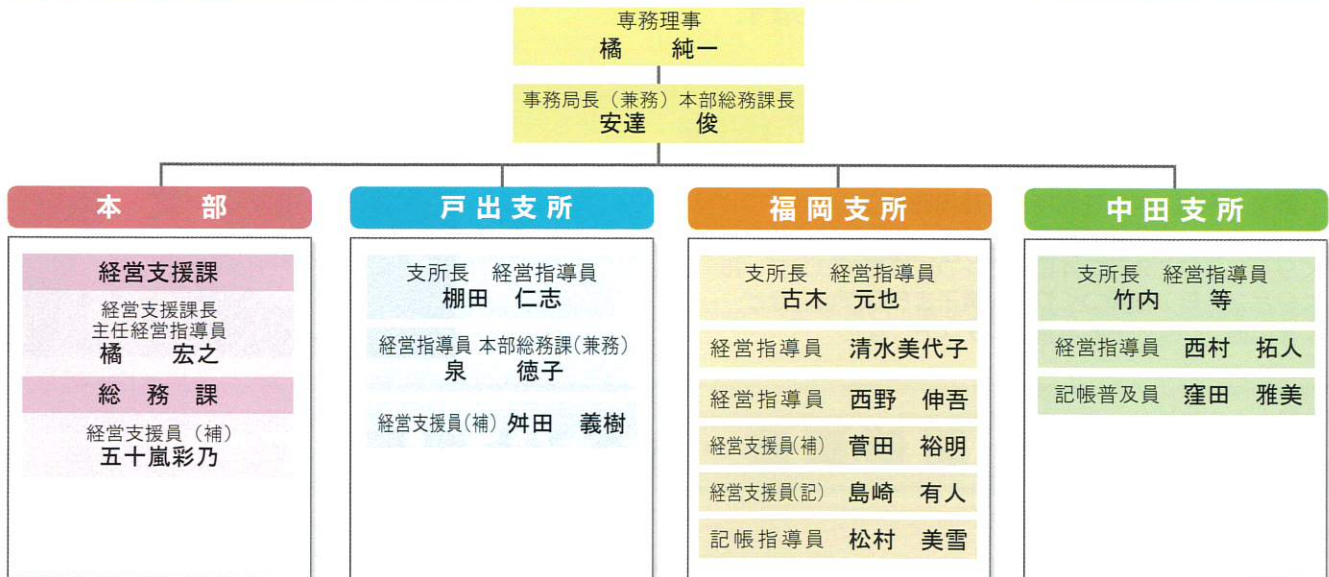 専務理事
橘　純一
事務局長（兼務）本部総務課長
安達　俊
本　部
経営支援課
経営支援課長
主任経営指導員
橘　宏之
総務課
経営支援員（補）
五十嵐彩乃
戸出支所
支所長　経営指導員
棚田　仁志
経営指導員 本部総務課(兼務)
泉　徳子
経営支援員(補) 舛田　義樹
福岡支所
支所長　経営指導員
古木　元也
経営指導員　清水美代子
経営指導員　西野　伸吾
経営支援員(補)　菅田　裕明
経営支援員(記)　島崎　有人
記帳指導員　松村　美雪
中田支所
支所長　経営指導員
竹内　等
経営指導員　西村　拓人
記帳普及員　窪田　雅美